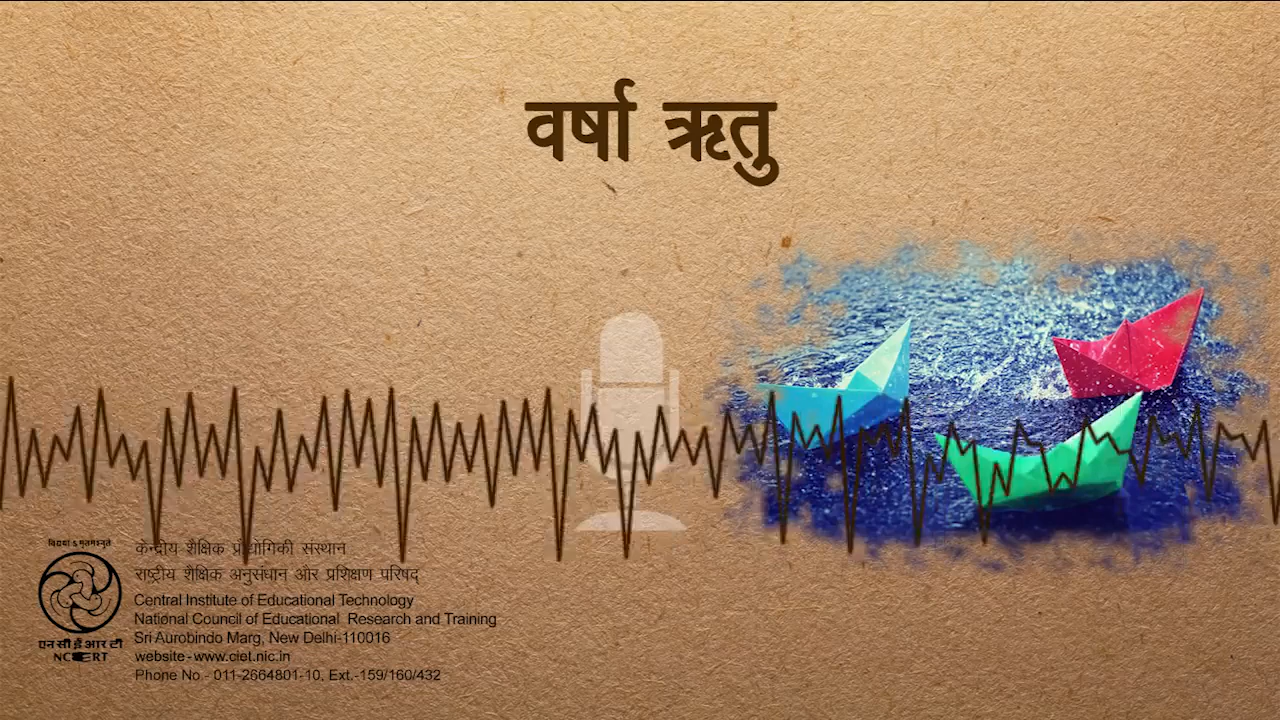 वर्षा ऋतु
विद्यया ऽ मृतमश्नुते
एन सी ई आर टी
NCERT
केन्द्रीय शैक्षिक प्रौद्योगिकी संस्थान
राष्ट्रीय शैक्षिक अनुसंधान और प्रशिक्षण परिषद्
Central Institute of Educational Technology
National Council of Educational Research and Training
Sri Aurobindo Marg, New Delhi-110016
website - www.ciet.nic.in
Phone No - 011-2664801-10, Ext.-159/160/432